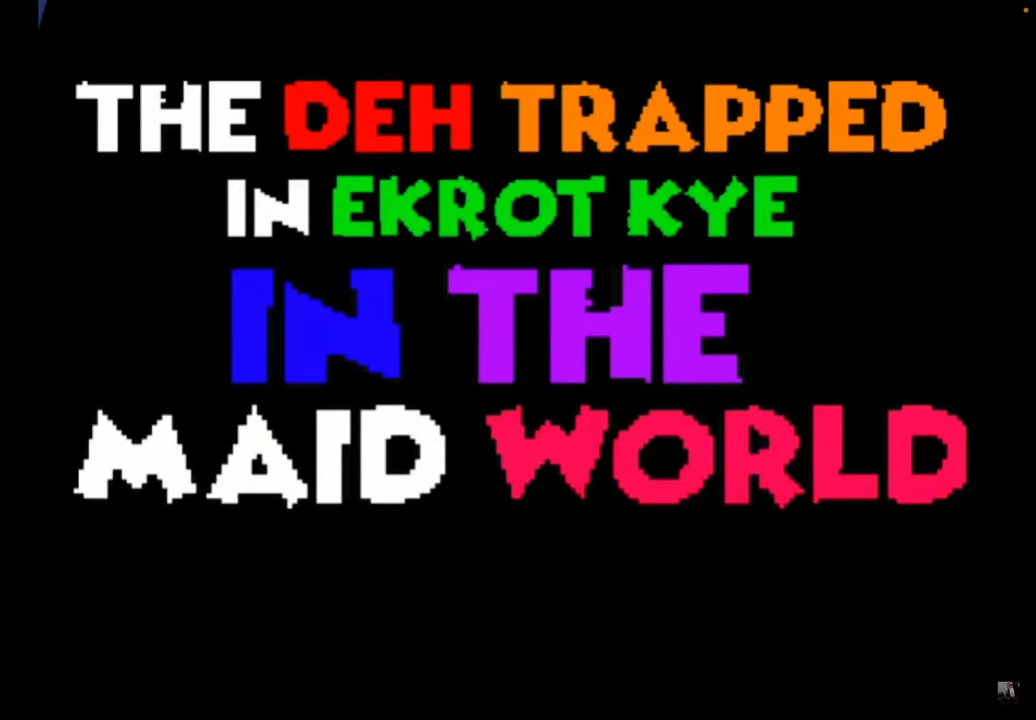 THE DEH TRAPPED
IN EKROT KYE
IN THE
MAID WORLD